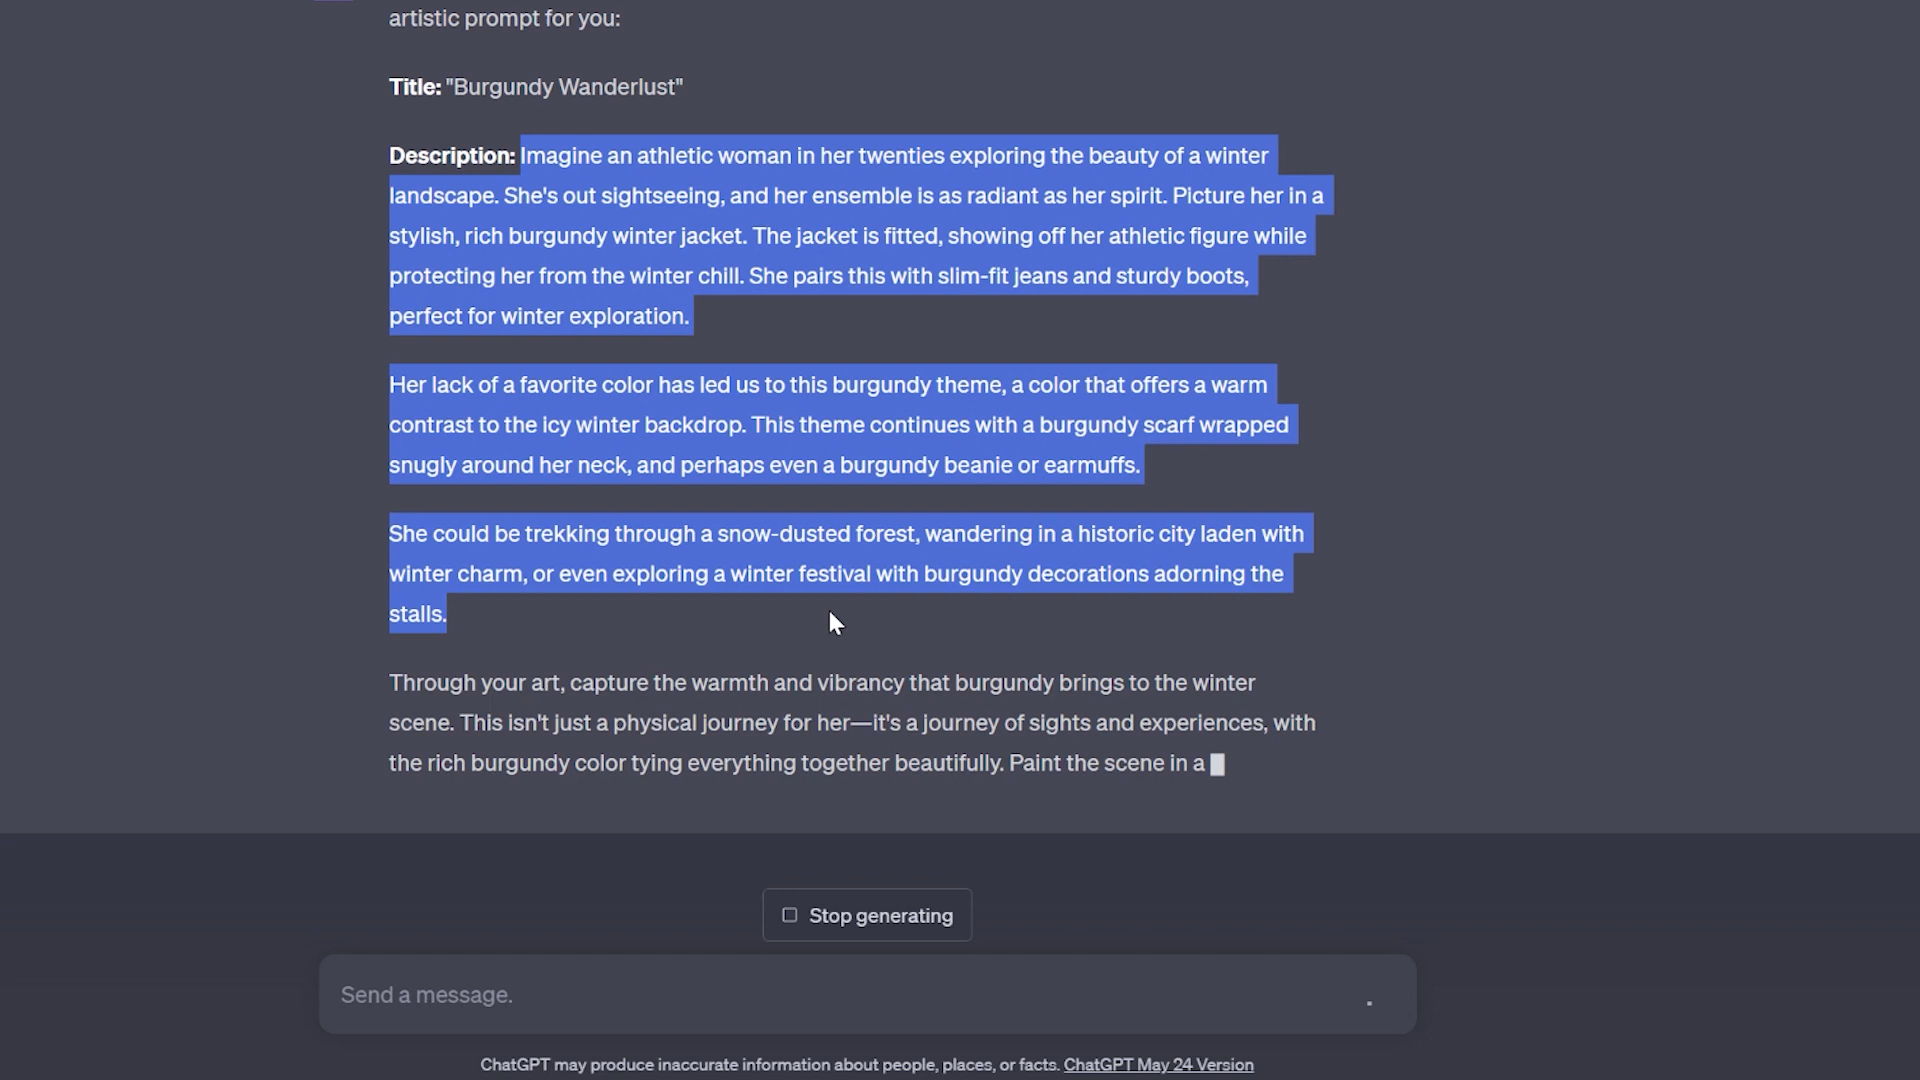 artistic prompt for you:
Title: "Burgundy Wanderlust"
Description: Imagine an athletic woman in her twenties exploring the beauty of a winter
landscape. She's out sightseeing, and her ensemble is as radiant as her spirit. Picture her in a
stylish, rich burgundy winter jacket. The jacket is fitted, showing off her athletic figure while
protecting her from the winter chill. She pairs this with slim-fit jeans and sturdy boots,
perfect for winter exploration.
Her lack of a favorite color has led us to this burgundy theme, a color that offers a warm
contrast to the icy winter backdrop. This theme continues with a burgundy scarf wrapped
snugly around her neck, and perhaps even a burgundy beanie or earmuffs.
She could be trekking through a snow-dusted forest, wandering in a historic city laden with
winter charm, or even exploring a winter festival with burgundy decorations adorning the
stalls.
Through your art, capture the warmth and vibrancy that burgundy brings to the winter
scene. This isn't just a physical journey for her—it's a journey of sights and experiences, with
the rich burgundy color tying everything together beautifully. Paint the scene in a
Stop generating
Send a message.
ChatGPT may produce inaccurate information about people, places, or facts. ChatGPT May 24 Version